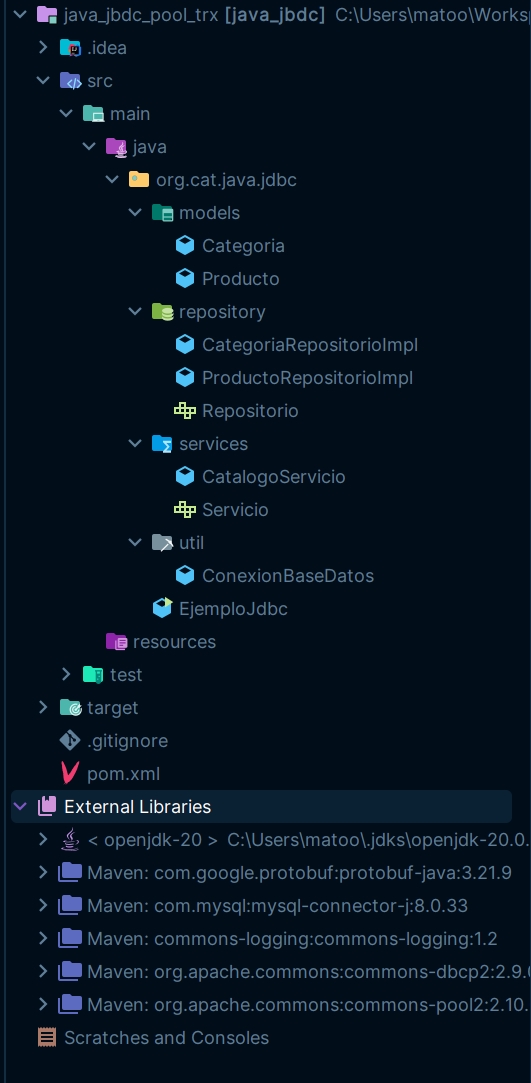 java_jbdc_pool_trx [java_jbdc] C:\Users\matoo\Works
.idea
src
main
java
org.cat.java.jdbc
models
Categoria
Producto
repository
CategoriaRepositorioImpl
ProductoRepositorioImpl
Repositorio
services
CatalogoServicio
Servicio
util
ConexionBaseDatos
EjemploJdbc
resources
test
target
.gitignore
pom.xml
External Libraries
< openjdk-20 > C:\Users\matoo\.jdks\openjdk-20.0.
Maven: com.google.protobuf:protobuf-java:3.21.9
Maven: com.mysql:mysql-connector-j:8.0.33
Maven: commons-logging:commons-logging:1.2
Maven: org.apache.commons:commons-dbcp2:2.9.
Maven: org.apache.commons:commons-pool2:2.10.
Scratches and Consoles